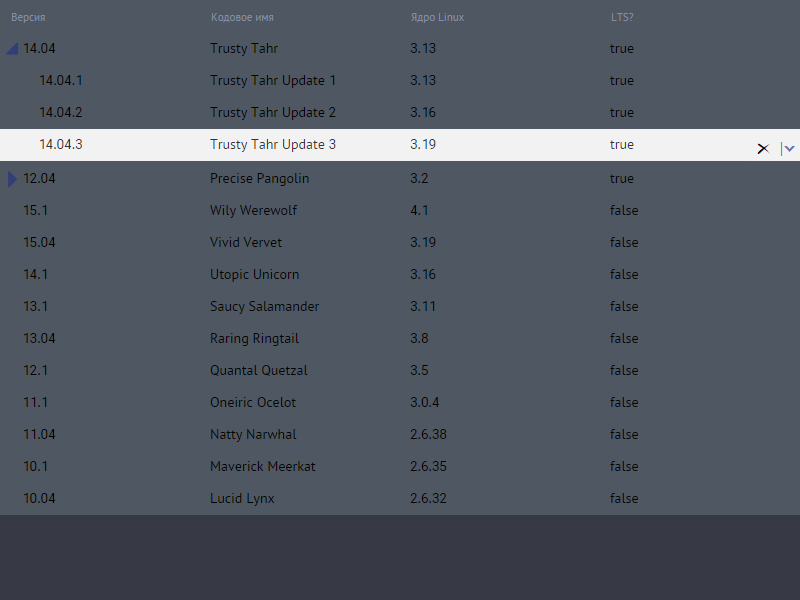 Версия Кодовое имя Ядро Linux LTS?
14.04 Trusty Tahr 3.13 true
14.04.1 Trusty Tahr Update 1 3.13 true
14.04.2 Trusty Tahr Update 2 3.16 true
14.04.3 Trusty Tahr Update 3 3.19 true
12.04 Precise Pangolin 3.2 true
15.1 Wily Werewolf 4.1 false
15.04 Vivid Vervet 3.19 false
14.1 Utopic Unicorn 3.16 false
13.1 Saucy Salamander 3.11 false
13.04 Raring Ringtail 3.8 false
12.1 Quantal Quetzal 3.5 false
11.1 Oneiric Ocelot 3.0.4 false
11.04 Natty Narwhal 2.6.38 false
10.1 Maverick Meerkat 2.6.35 false
10.04 Lucid Lynx 2.6.32 false